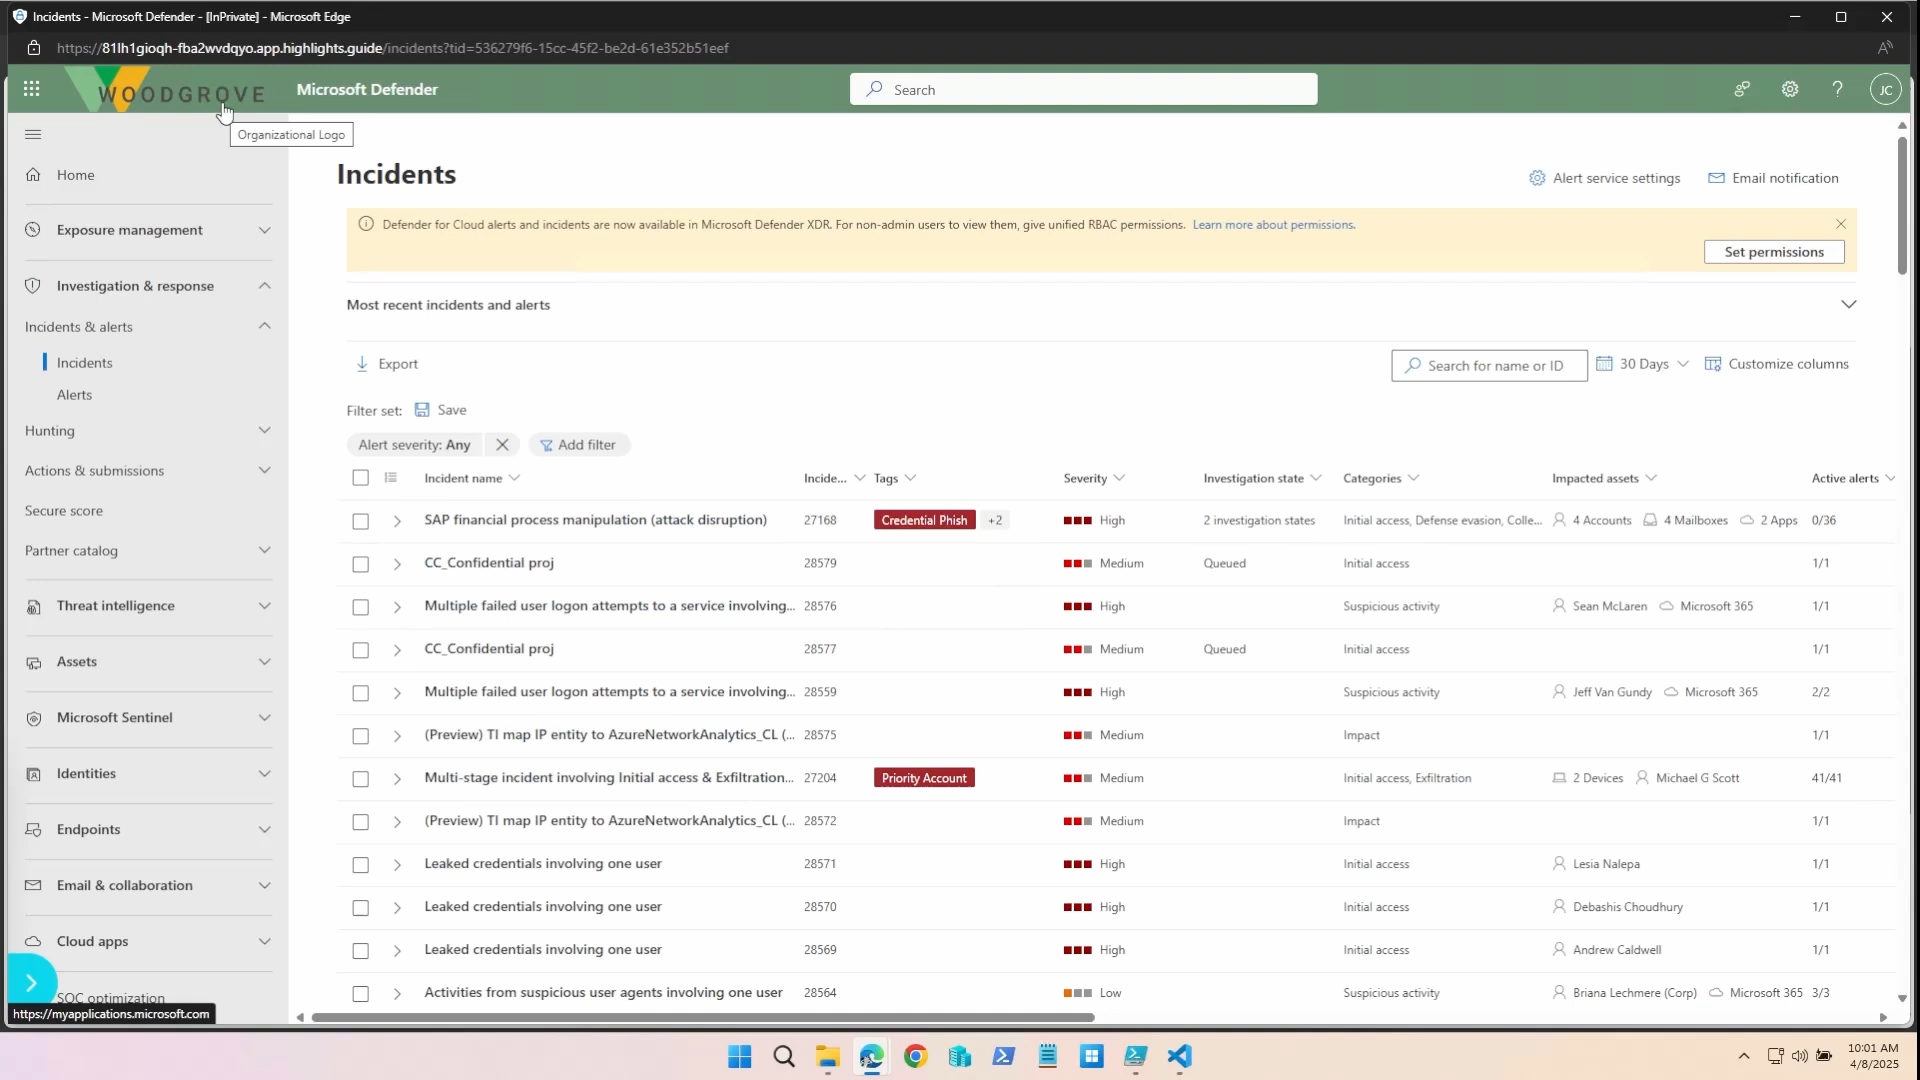 Incidents - Microsoft Defender - [InPrivate] - Microsoft Edge
https://81lh1gioqh-fba2wvdqyo.app.highlights.guide/incidents?tid=536279f6-15cc-45f2-be2d-61e352b51eef
WOODGROVE
Microsoft Defender
Search
JC
Organizational Logo
Home
Exposure management
Investigation & response
Incidents & alerts
Incidents
Alerts
Hunting
Actions & submissions
Secure score
Partner catalog
Threat intelligence
Assets
Microsoft Sentinel
Identities
Endpoints
Email & collaboration
Cloud apps
SOC optimization
https://myapplications.microsoft.com
Incidents
Alert service settings Email notification
Defender for Cloud alerts and incidents are now available in Microsoft Defender XDR. For non-admin users to view them, give unified RBAC permissions. Learn more about permissions.
Set permissions
Most recent incidents and alerts
Export
Search for name or ID 30 Days Customize columns
Filter set: Save
Alert severity: Any Add filter
Incident name Incide... Tags Severity Investigation state Categories Impacted assets Active alerts
SAP financial process manipulation (attack disruption) 27168 Credential Phish +2 High 2 investigation states Initial access, Defense evasion, Colle... 4 Accounts 4 Mailboxes 2 Apps 0/36
CC_Confidential proj 28579 Medium Queued Initial access 1/1
Multiple failed user logon attempts to a service involving... 28576 High Suspicious activity Sean McLaren Microsoft 365 1/1
CC_Confidential proj 28577 Medium Queued Initial access 1/1
Multiple failed user logon attempts to a service involving... 28559 High Suspicious activity Jeff Van Gundy Microsoft 365 2/2
(Preview) TI map IP entity to AzureNetworkAnalytics_CL (... 28575 Medium Impact 1/1
Multi-stage incident involving Initial access & Exfiltration... 27204 Priority Account Medium Initial access, Exfiltration 2 Devices Michael G Scott 41/41
(Preview) TI map IP entity to AzureNetworkAnalytics_CL (... 28572 Medium Impact 1/1
Leaked credentials involving one user 28571 High Initial access Lesia Nalepa 1/1
Leaked credentials involving one user 28570 High Initial access Debashis Choudhury 1/1
Leaked credentials involving one user 28569 High Initial access Andrew Caldwell 1/1
Activities from suspicious user agents involving one user 28564 Low Suspicious activity Briana Lechmere (Corp) Microsoft 365 3/3
10:01 AM
4/8/2025